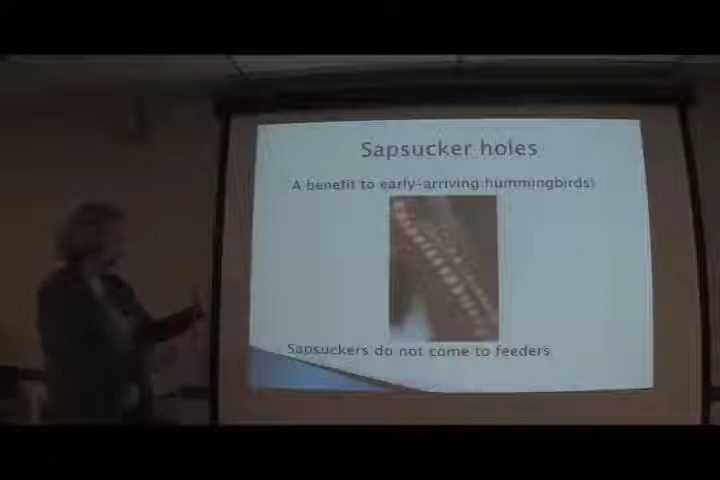 Sapsucker holes
A benefit to early-arriving hummingbirds!
Sapsuckers do not come to feeders